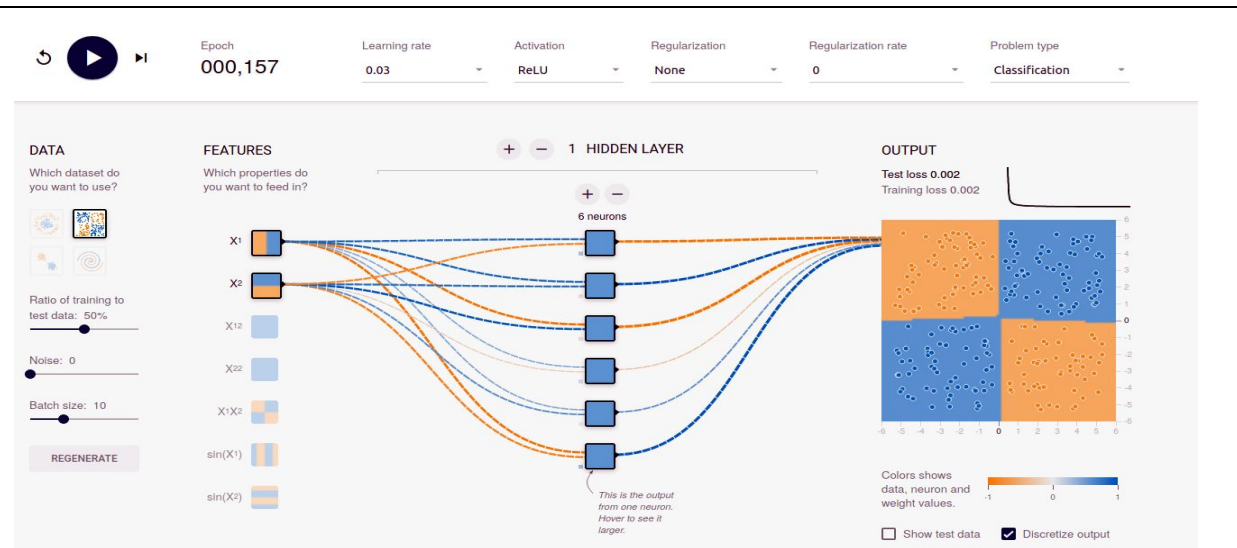 Epoch
000,157
Learning rate
0.03
Activation
ReLU
Regularization
None
Regularization rate
0
Problem type
Classification
DATA
Which dataset do
you want to use?
Ratio of training to
test data: 50%
Noise: 0
Batch size: 10
REGENERATE
FEATURES
Which properties do
you want to feed in?
X1
X2
X12
X22
X1X2
sin(X1)
sin(X2)
+ − 1 HIDDEN LAYER
+ −
6 neurons
This is the output
from one neuron.
Hover to see it
larger.
OUTPUT
Test loss 0.002
Training loss 0.002
6
5
4
3
2
1
0
-1
-2
-3
-4
-5
-6
-6 -5 -4 -3 -2 -1 0 1 2 3 4 5 6
Colors shows
data, neuron and
weight values.
-1 0 1
Show test data
Discretize output